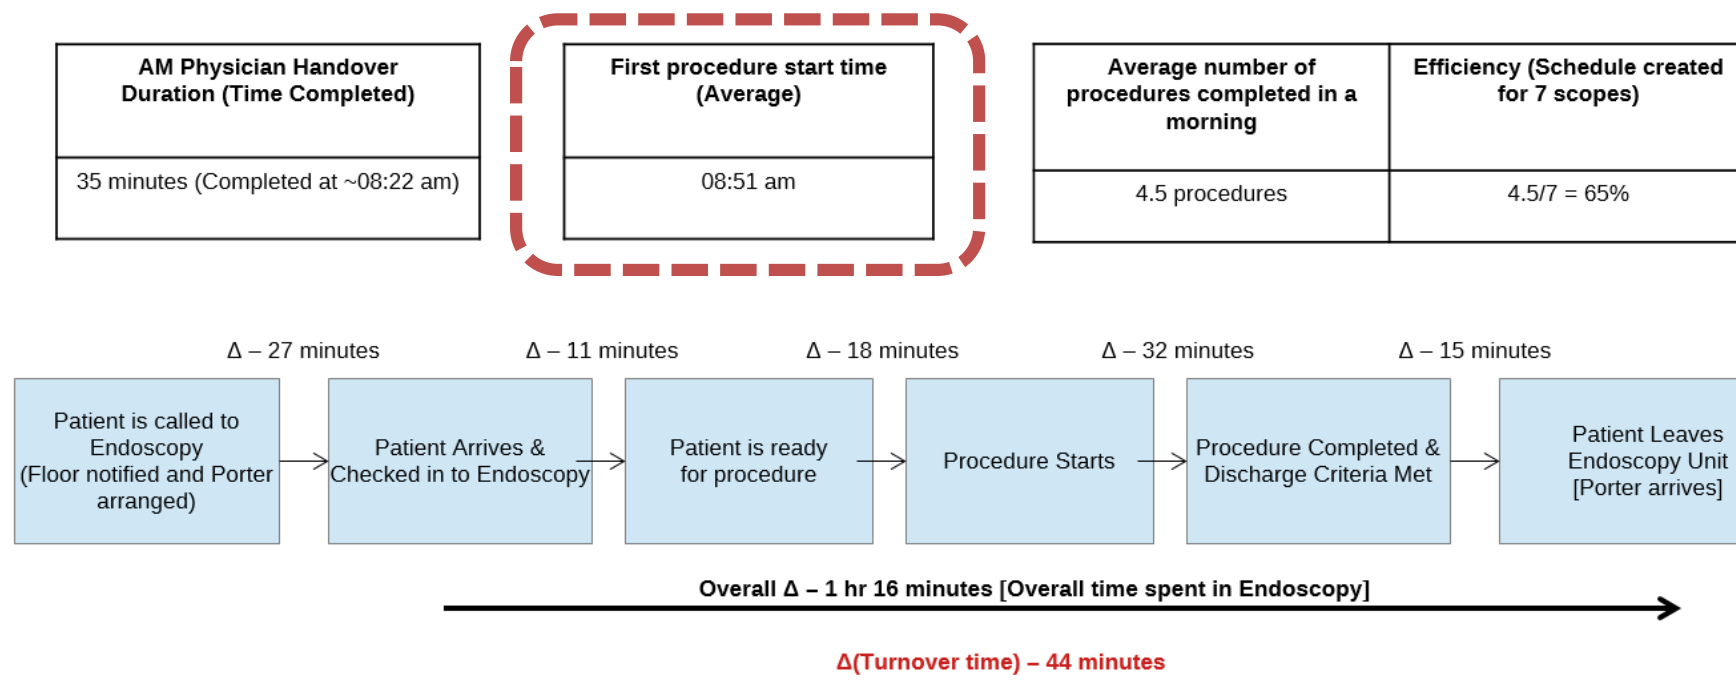 AM Physician Handover
Duration (Time Completed)
35 minutes (Completed at ~08:22 am)
First procedure start time
(Average)
08:51 am
Average number of
procedures completed in a
morning
Efficiency (Schedule created
for 7 scopes)
4.5 procedures
4.5/7 = 65%
Δ – 27 minutes
Δ – 11 minutes
Δ – 18 minutes
Δ – 32 minutes
Δ – 15 minutes
Patient is called to
Endoscopy
(Floor notified and Porter
arranged)
Patient Arrives &
Checked in to Endoscopy
Patient is ready
for procedure
Procedure Starts
Procedure Completed &
Discharge Criteria Met
Patient Leaves
Endoscopy Unit
[Porter arrives]
Overall Δ – 1 hr 16 minutes [Overall time spent in Endoscopy]
Δ(Turnover time) – 44 minutes